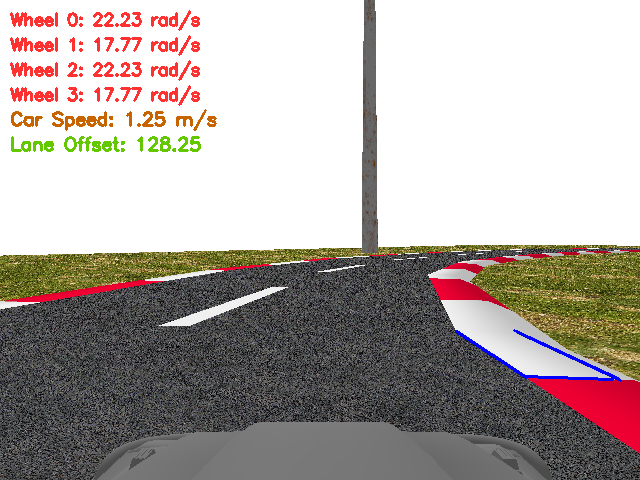 Wheel 0: 22.23 rad/s
Wheel 1: 17.77 rad/s
Wheel 2: 22.23 rad/s
Wheel 3: 17.77 rad/s
Car Speed: 1.25 m/s
Lane Offset: 128.25